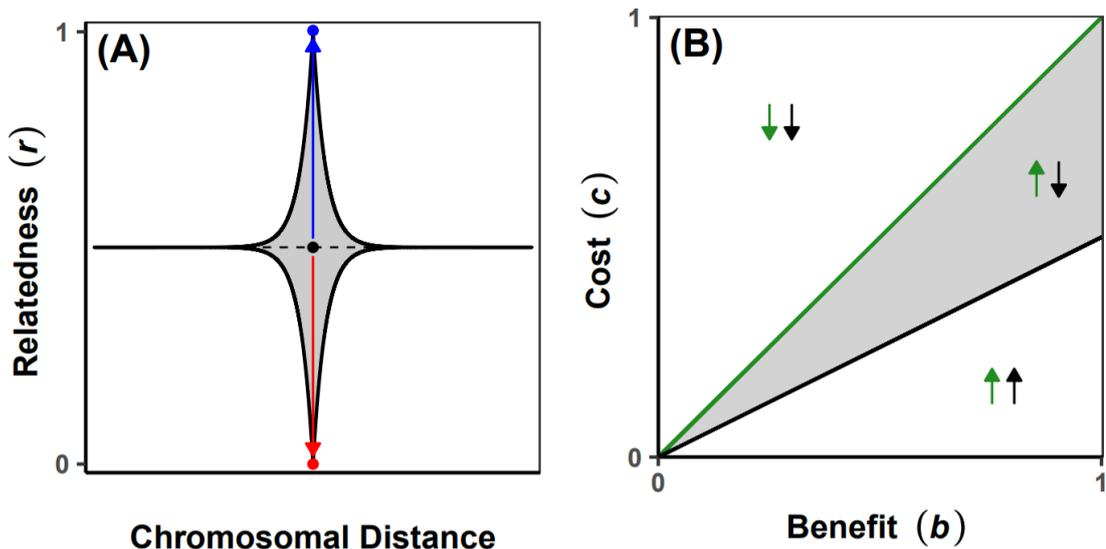 (A)
1
0
Relatedness (r)
Chromosomal Distance
(B)
1
0
Cost (c)
0 1
Benefit (b)